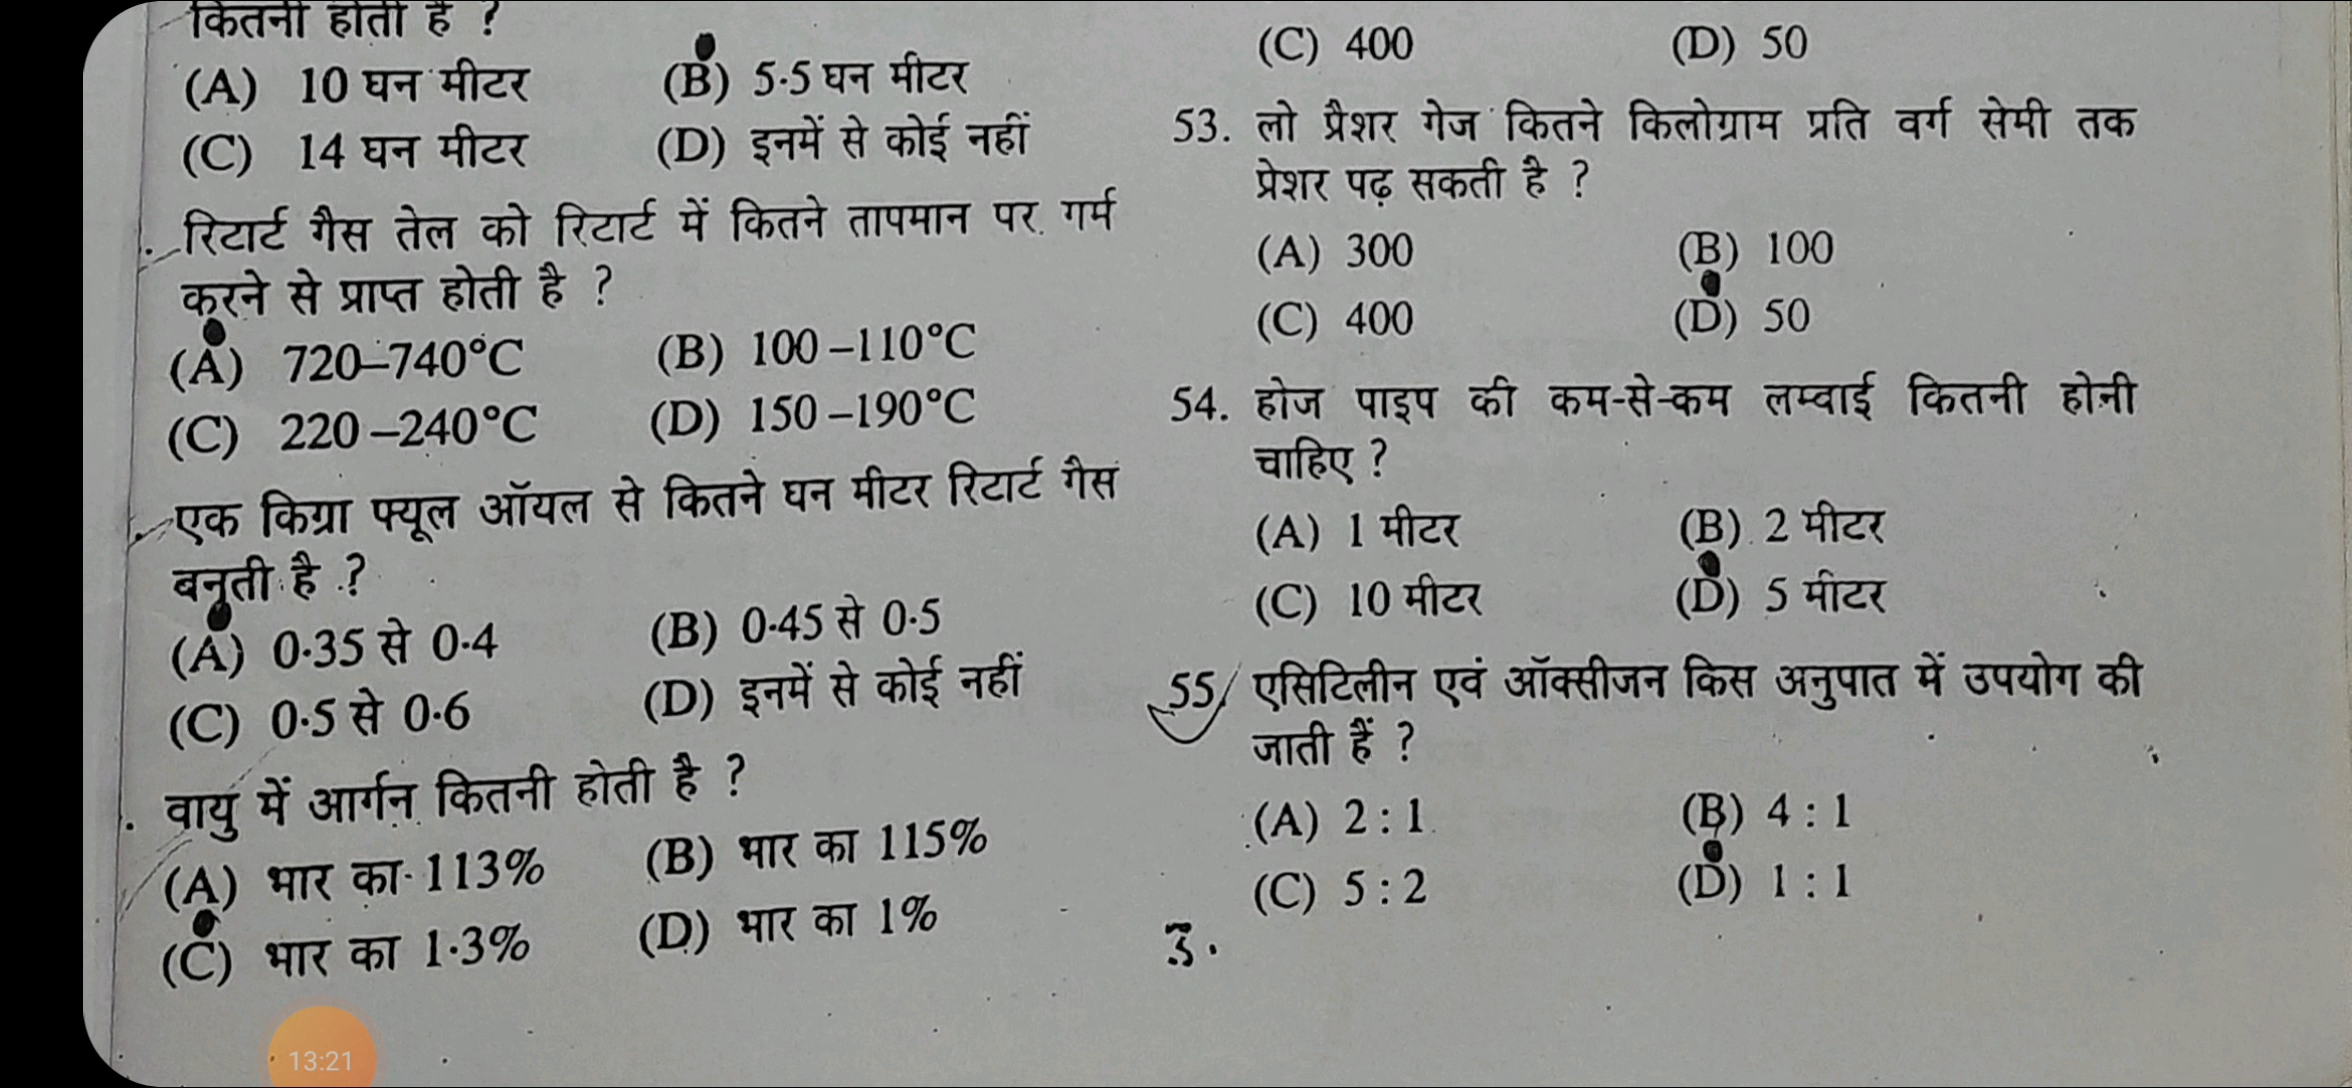 कितनी होती है ?
(A) 10 घन मीटर (B) 5·5 घन मीटर
(C) 14 घन मीटर (D) इनमें से कोई नहीं
रिटार्ट गैस तेल को रिटार्ट में कितने तापमान पर गर्म
करने से प्राप्त होती है ?
(A) 720–740°C (B) 100–110°C
(C) 220–240°C (D) 150–190°C
एक किग्रा फ्यूल ऑयल से कितने घन मीटर रिटार्ट गैस
बनती है ?
(A) 0·35 से 0·4 (B) 0·45 से 0·5
(C) 0·5 से 0·6 (D) इनमें से कोई नहीं
वायु में आर्गन कितनी होती है ?
(A) भार का 113% (B) भार का 115%
(C) भार का 1·3% (D) भार का 1%
(C) 400 (D) 50
53. लो प्रैशर गेज कितने किलोग्राम प्रति वर्ग सेमी तक
प्रेशर पढ़ सकती है ?
(A) 300 (B) 100
(C) 400 (D) 50
54. होज पाइप की कम-से-कम लम्बाई कितनी होनी
चाहिए ?
(A) 1 मीटर (B) 2 मीटर
(C) 10 मीटर (D) 5 मीटर
55. एसिटिलीन एवं ऑक्सीजन किस अनुपात में उपयोग की
जाती हैं ?
(A) 2 : 1 (B) 4 : 1
(C) 5 : 2 (D) 1 : 1
13:21